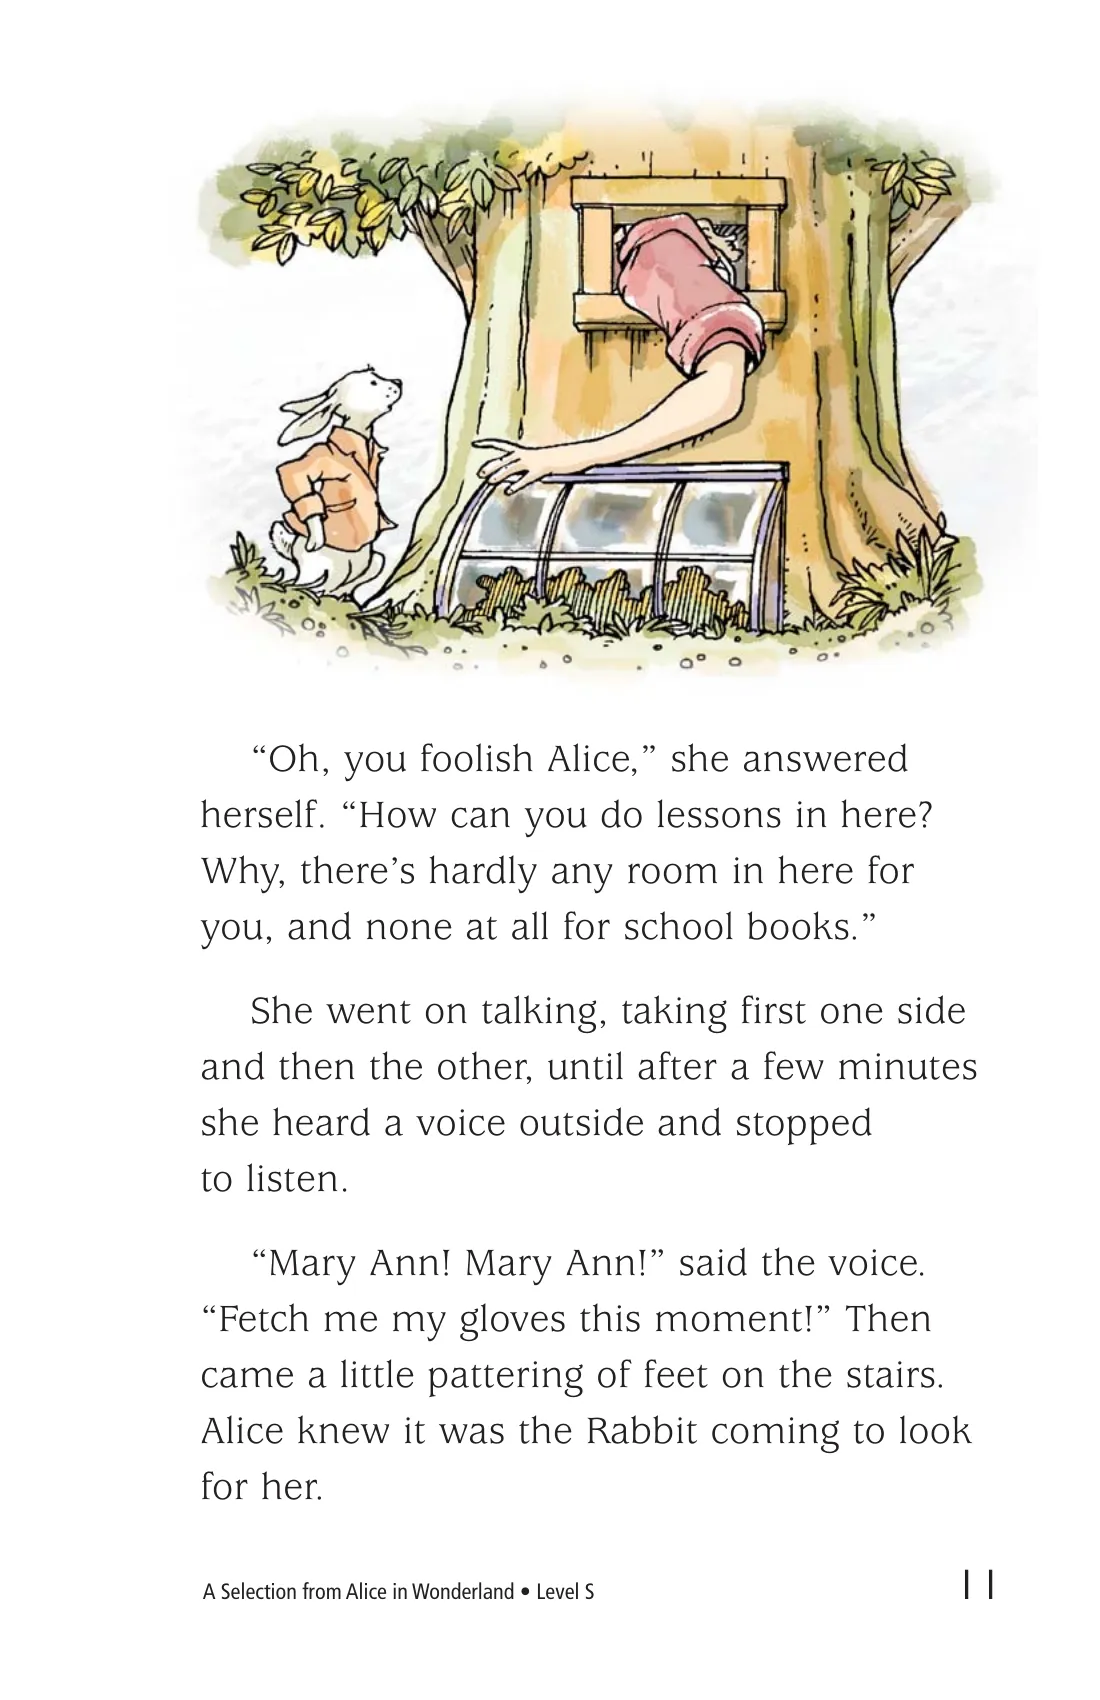 “Oh, you foolish Alice,” she answered
herself. “How can you do lessons in here?
Why, there’s hardly any room in here for
you, and none at all for school books.”
She went on talking, taking first one side
and then the other, until after a few minutes
she heard a voice outside and stopped
to listen.
“Mary Ann! Mary Ann!” said the voice.
“Fetch me my gloves this moment!” Then
came a little pattering of feet on the stairs.
Alice knew it was the Rabbit coming to look
for her.
A Selection from Alice in Wonderland • Level S
11